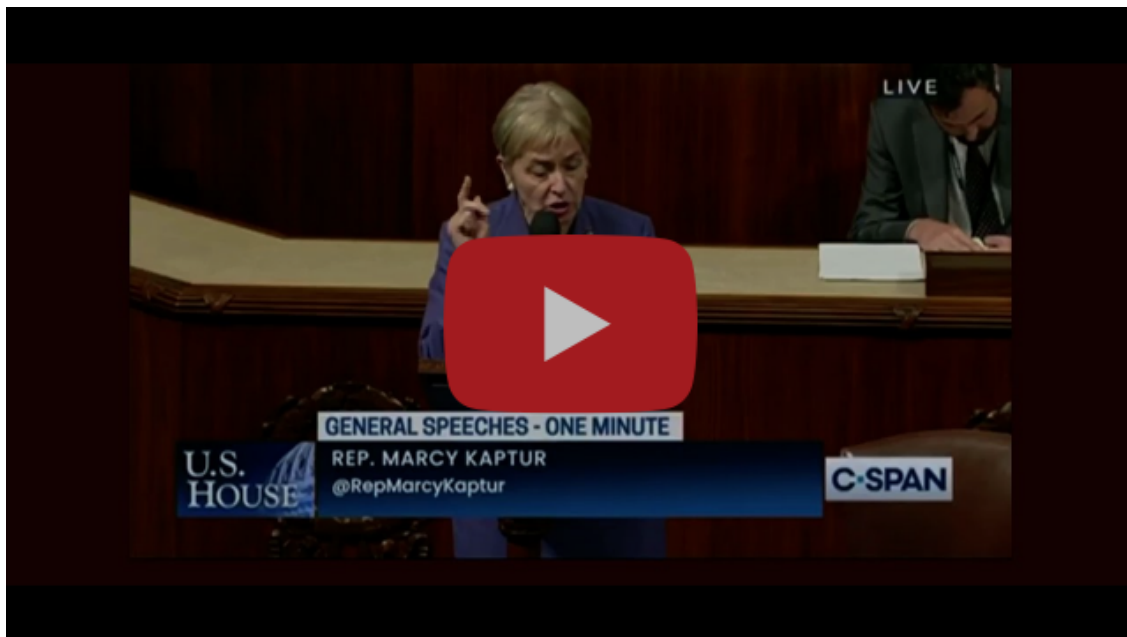 LIVE
GENERAL SPEECHES - ONE MINUTE
U.S.
HOUSE
REP. MARCY KAPTUR
@RepMarcyKaptur
C-SPAN